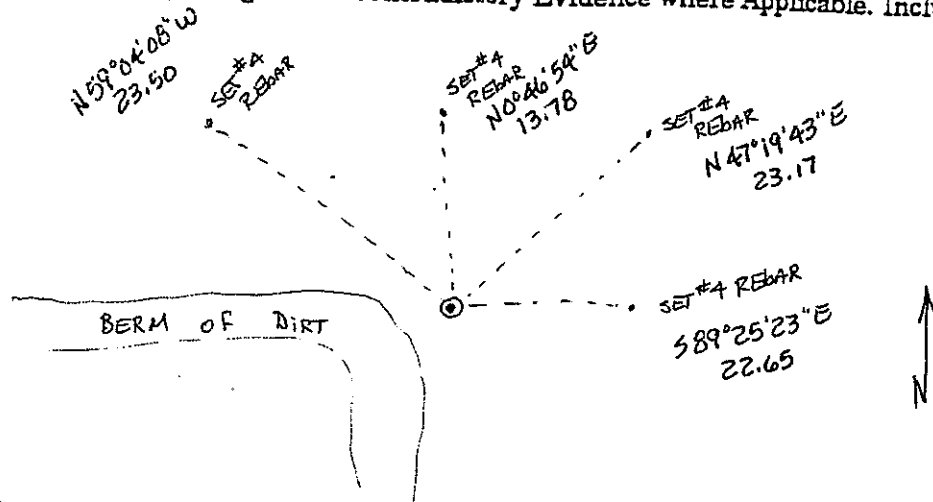 Evidence where Applicable. Incl
N59°04'08"W
23.50
SET #4
REBAR
SET #4
REBAR
N0°46'54"E
13.78
SET #4
REBAR
N 47°19'43"E
23.17
SET #4 REBAR
S89°25'23"E
22.65
BERM OF DIRT
N